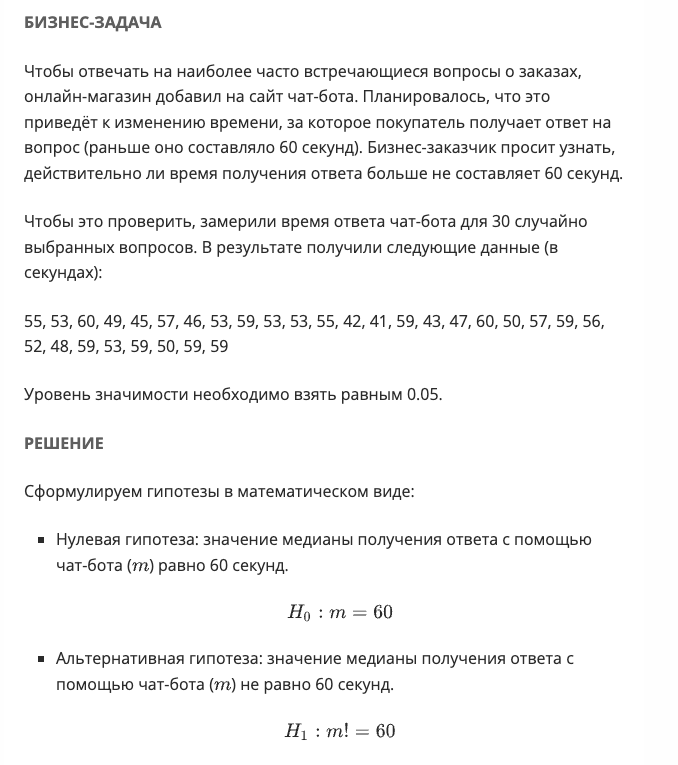 БИЗНЕС-ЗАДАЧА
Чтобы отвечать на наиболее часто встречающиеся вопросы о заказах,
онлайн-магазин добавил на сайт чат-бота. Планировалось, что это
приведёт к изменению времени, за которое покупатель получает ответ на
вопрос (раньше оно составляло 60 секунд). Бизнес-заказчик просит узнать,
действительно ли время получения ответа больше не составляет 60 секунд.
Чтобы это проверить, замерили время ответа чат-бота для 30 случайно
выбранных вопросов. В результате получили следующие данные (в
секундах):
55, 53, 60, 49, 45, 57, 46, 53, 59, 53, 53, 55, 42, 41, 59, 43, 47, 60, 50, 57, 59, 56,
52, 48, 59, 53, 59, 50, 59, 59
Уровень значимости необходимо взять равным 0.05.
РЕШЕНИЕ
Сформулируем гипотезы в математическом виде:
▪ Нулевая гипотеза: значение медианы получения ответа с помощью
чат-бота (m) равно 60 секунд.
H₀ : m = 60
▪ Альтернативная гипотеза: значение медианы получения ответа с
помощью чат-бота (m) не равно 60 секунд.
H₁ : m! = 60